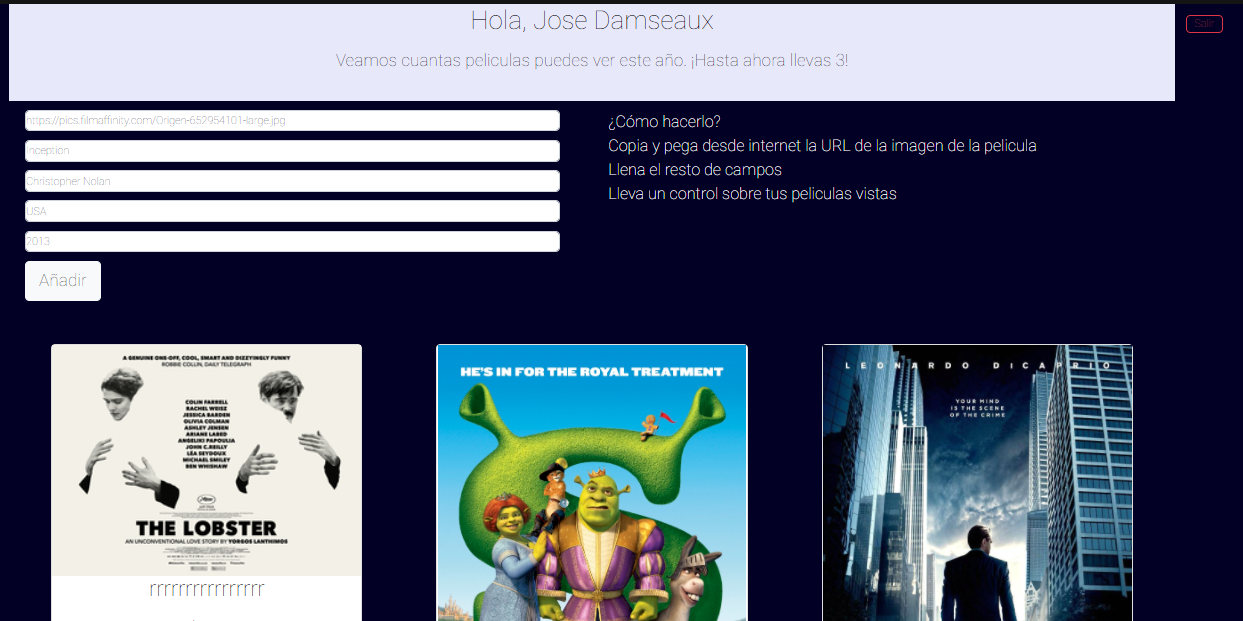 Hola, Jose Damseaux
Salir
Veamos cuantas peliculas puedes ver este año. ¡Hasta ahora llevas 3!
https://pics.filmaffinity.com/Origen-652954101-large.jpg
Inception
Christopher Nolan
USA
2013
Añadir
¿Cómo hacerlo?
Copia y pega desde internet la URL de la imagen de la pelicula
Llena el resto de campos
Lleva un control sobre tus peliculas vistas
A GENUINE ONE-OFF, COOL, SMART AND DIZZYINGLY FUNNY
ROBBIE COLLIN, DAILY TELEGRAPH
COLIN FARRELL
RACHEL WEISZ
JESSICA BARDEN
OLIVIA COLMAN
ASHLEY JENSEN
ARIANE LABED
ANGELIKI PAPOULIA
JOHN C.REILLY
LÉA SEYDOUX
MICHAEL SMILEY
BEN WHISHAW
THE LOBSTER
AN UNCONVENTIONAL LOVE STORY BY YORGOS LANTHIMOS
rrrrrrrrrrrrrrr
HE'S IN FOR THE ROYAL TREATMENT
LEONARDO DICAPRIO
YOUR MIND
IS THE SCENE
OF THE CRIME